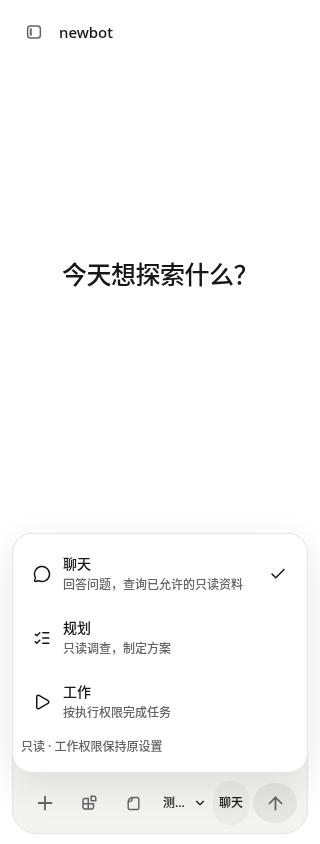 newbot
今天想探索什么？
聊天
回答问题，查询已允许的只读资料
规划
只读调查，制定方案
工作
按执行权限完成任务
只读 · 工作权限保持原设置
测... 聊天